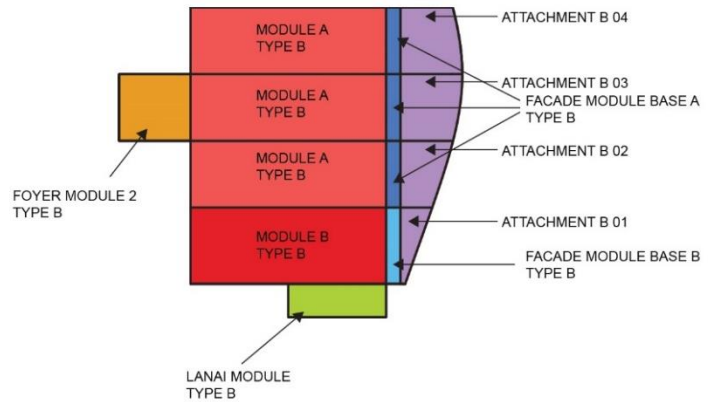 MODULE A
TYPE B
ATTACHMENT B 04
MODULE A
TYPE B
ATTACHMENT B 03
FACADE MODULE BASE A
TYPE B
MODULE A
TYPE B
ATTACHMENT B 02
FOYER MODULE 2
TYPE B
MODULE B
TYPE B
ATTACHMENT B 01
FACADE MODULE BASE B
TYPE B
LANAI MODULE
TYPE B